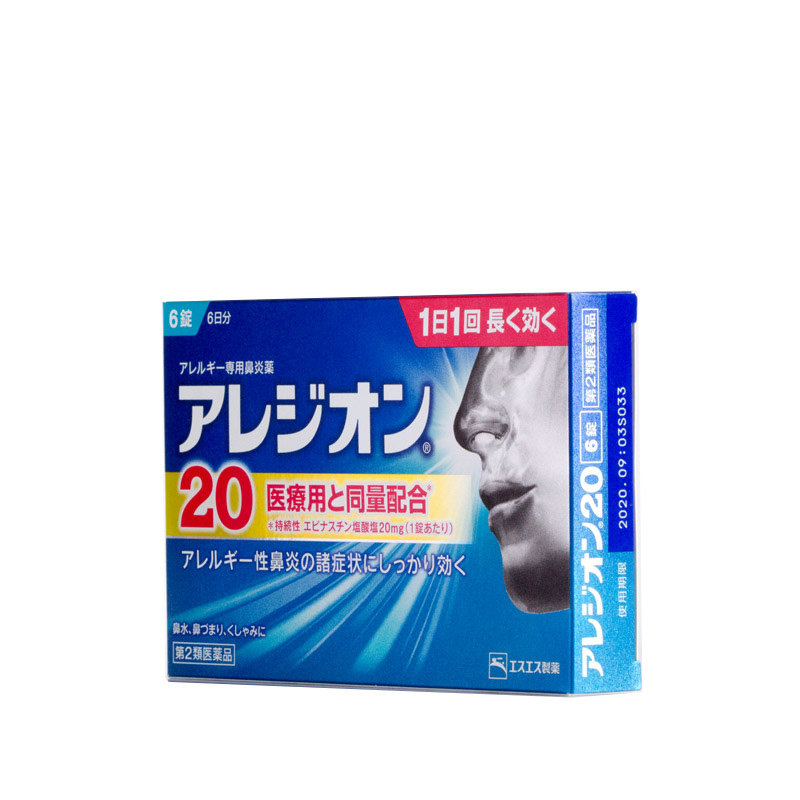 6錠 6日分
1日1回 長く効く
アレルギー専用鼻炎薬
アレジオン®
20 医療用と同量配合*
*持続性 エピナスチン塩酸塩20mg(1錠あたり)
アレルギー性鼻炎の諸症状にしっかり効く
鼻水、鼻づまり、くしゃみに
第2類医薬品
エスエス製薬
アレジオン®20 6錠 第2類医薬品
使用期限 2020.09:03S033